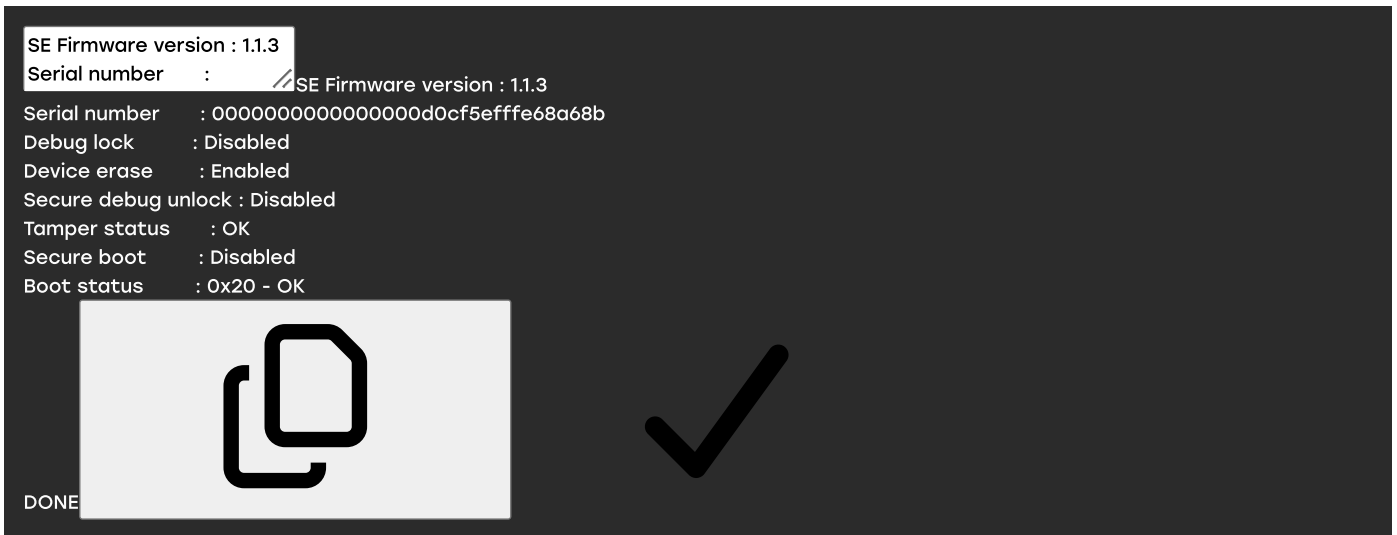 SE Firmware version : 1.1.3
Serial number :
SE Firmware version : 1.1.3
Serial number : 0000000000000000d0cf5efffe68a68b
Debug lock : Disabled
Device erase : Enabled
Secure debug unlock : Disabled
Tamper status : OK
Secure boot : Disabled
Boot status : 0x20 - OK
DONE